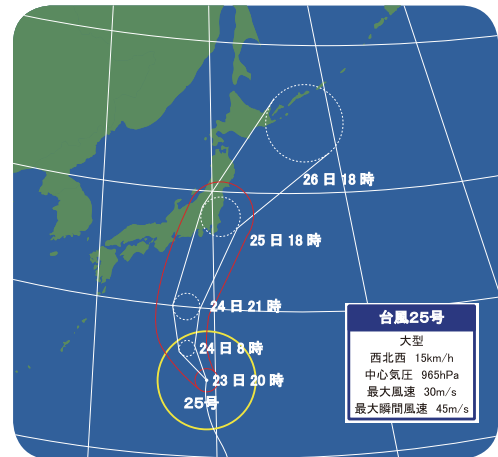 26日18時
25日18時
24日21時
24日8時
23日20時
25号
台風25号
大型
西北西 15km/h
中心気圧 965hPa
最大風速 30m/s
最大瞬間風速 45m/s